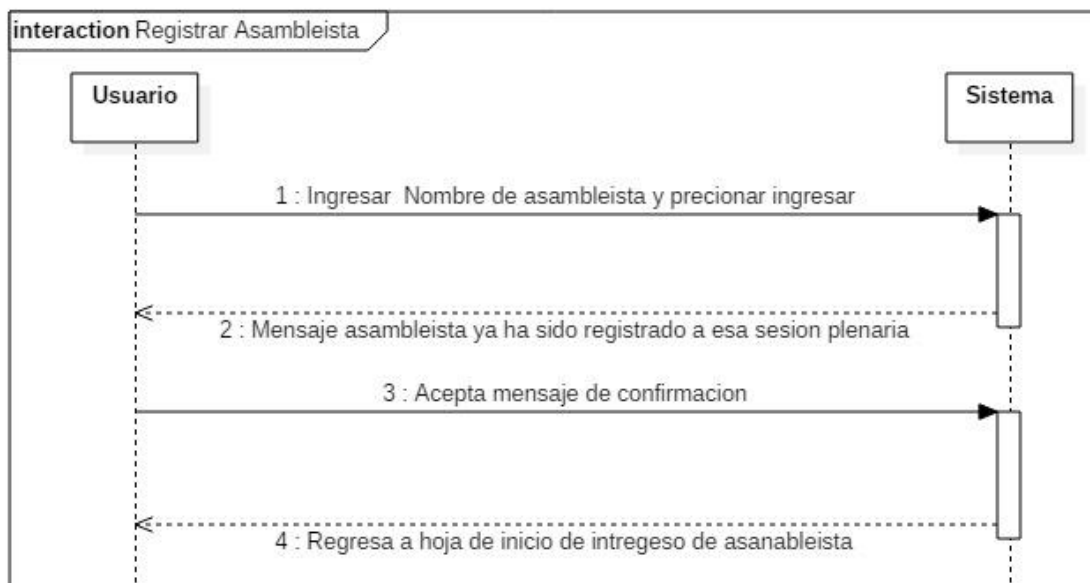 interaction Registrar Asambleista
Usuario
Sistema
1 : Ingresar Nombre de asambleista y precionar ingresar
2 : Mensaje asambleista ya ha sido registrado a esa sesion plenaria
3 : Acepta mensaje de confirmacion
4 : Regresa a hoja de inicio de intregeso de asanableista